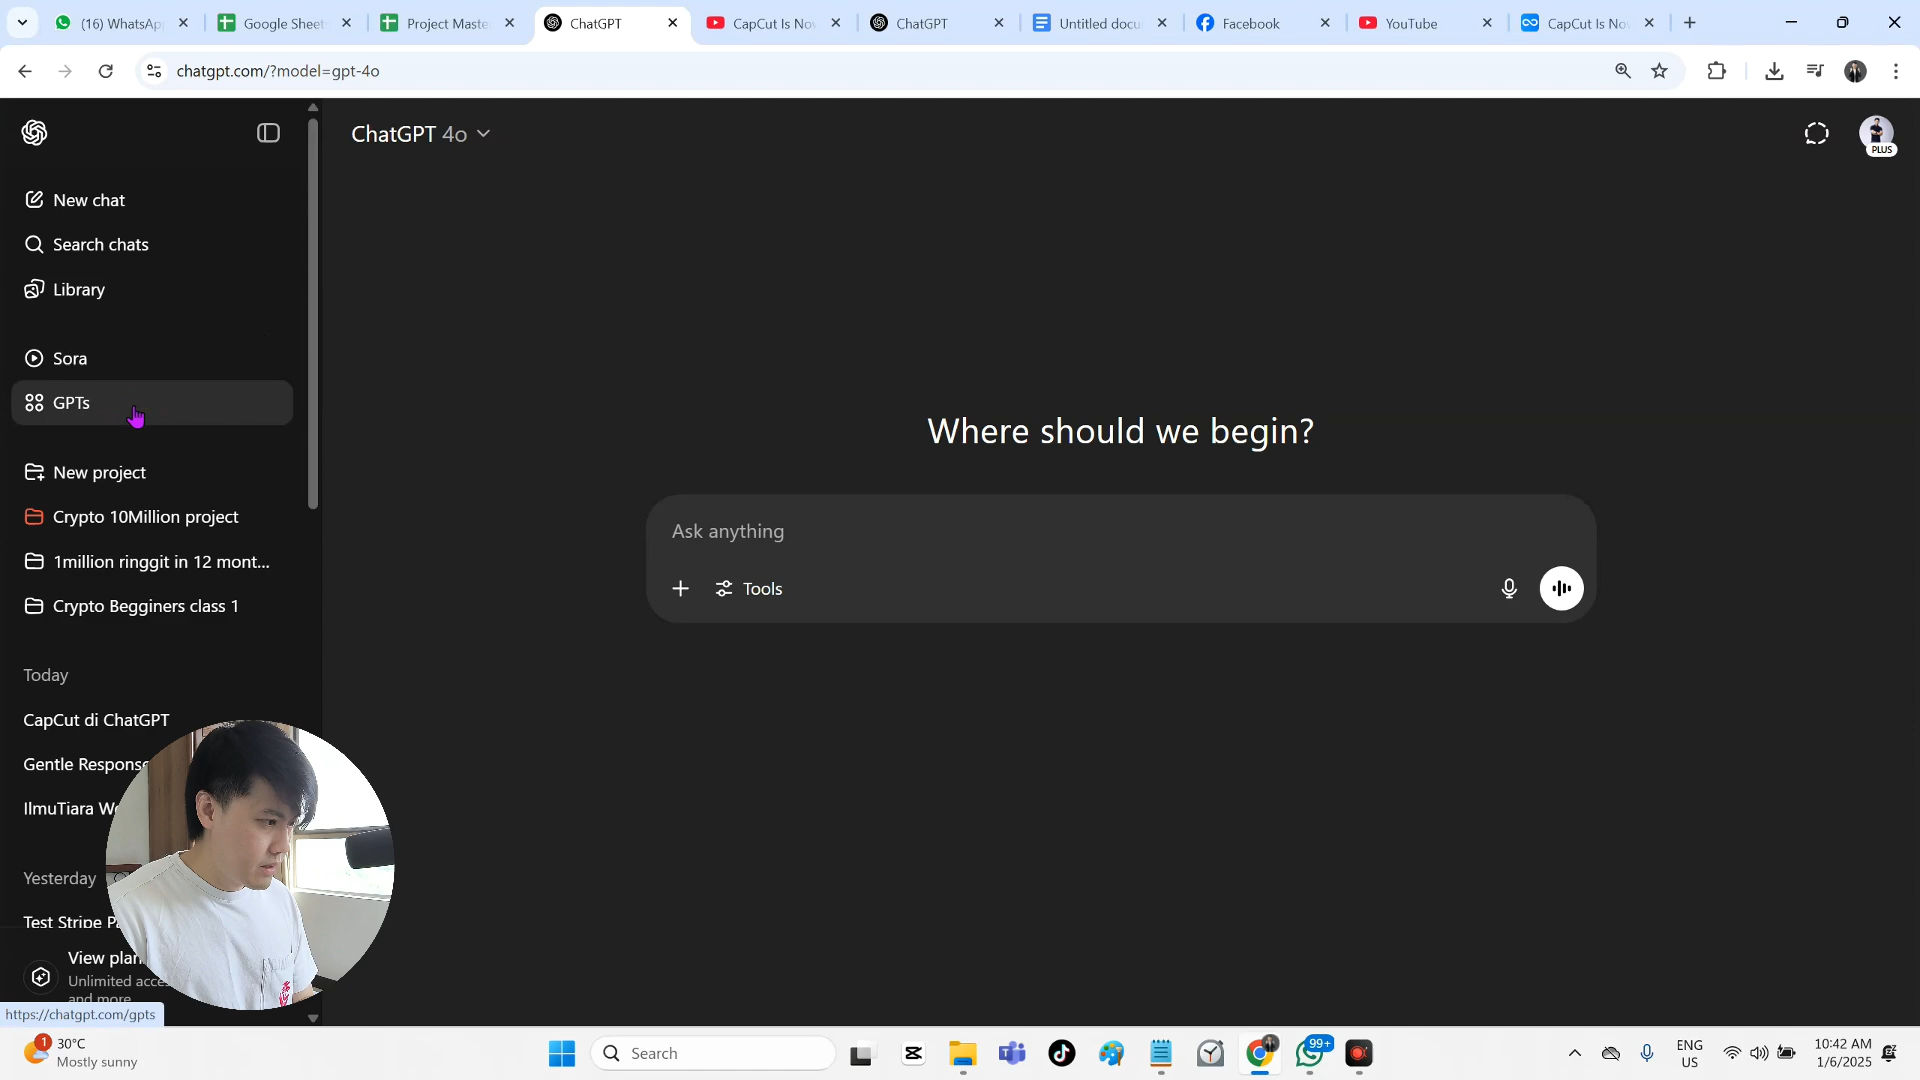 (16) WhatsAp
Google Sheet
Project Maste
ChatGPT
CapCut Is No
ChatGPT
Untitled docu
Facebook
YouTube
CapCut Is No
chatgpt.com/?model=gpt-4o
ChatGPT 4o
PLUS
New chat
Search chats
Library
Sora
GPTs
New project
Crypto 10Million project
1million ringgit in 12 mont...
Crypto Begginers class 1
Today
CapCut di ChatGPT
Gentle Response
IlmuTiara We
Yesterday
Test Stripe P
View plan
Unlimited acce
and more
https://chatgpt.com/gpts
Where should we begin?
Ask anything
Tools
1
30°C
Mostly sunny
Search
99+
ENG
US
10:42 AM
1/6/2025